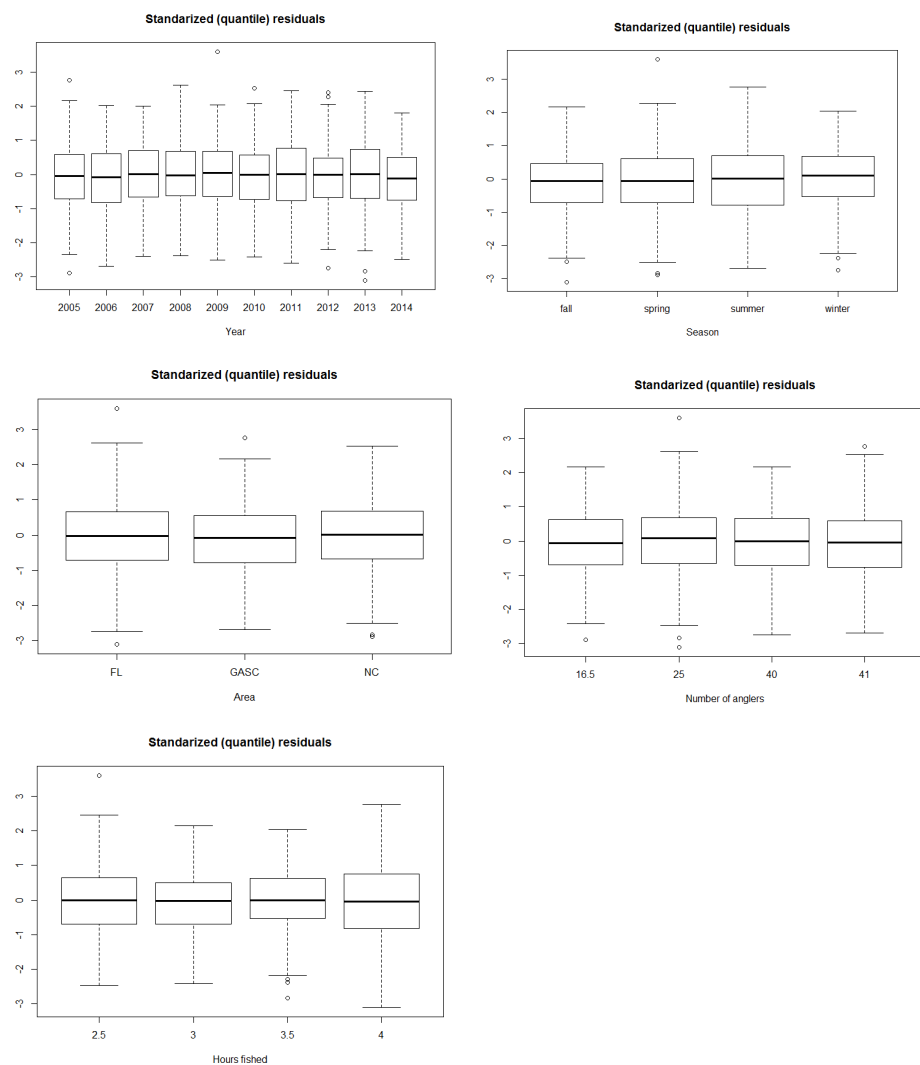 Standarized (quantile) residuals
3
2
1
0
-1
-2
-3
2005 2006 2007 2008 2009 2010 2011 2012 2013 2014
Year
Standarized (quantile) residuals
3
2
1
0
-1
-2
-3
fall spring summer winter
Season
Standarized (quantile) residuals
3
2
1
0
-1
-2
-3
FL GASC NC
Area
Standarized (quantile) residuals
3
2
1
0
-1
-2
-3
16.5 25 40 41
Number of anglers
Standarized (quantile) residuals
3
2
1
0
-1
-2
-3
2.5 3 3.5 4
Hours fished